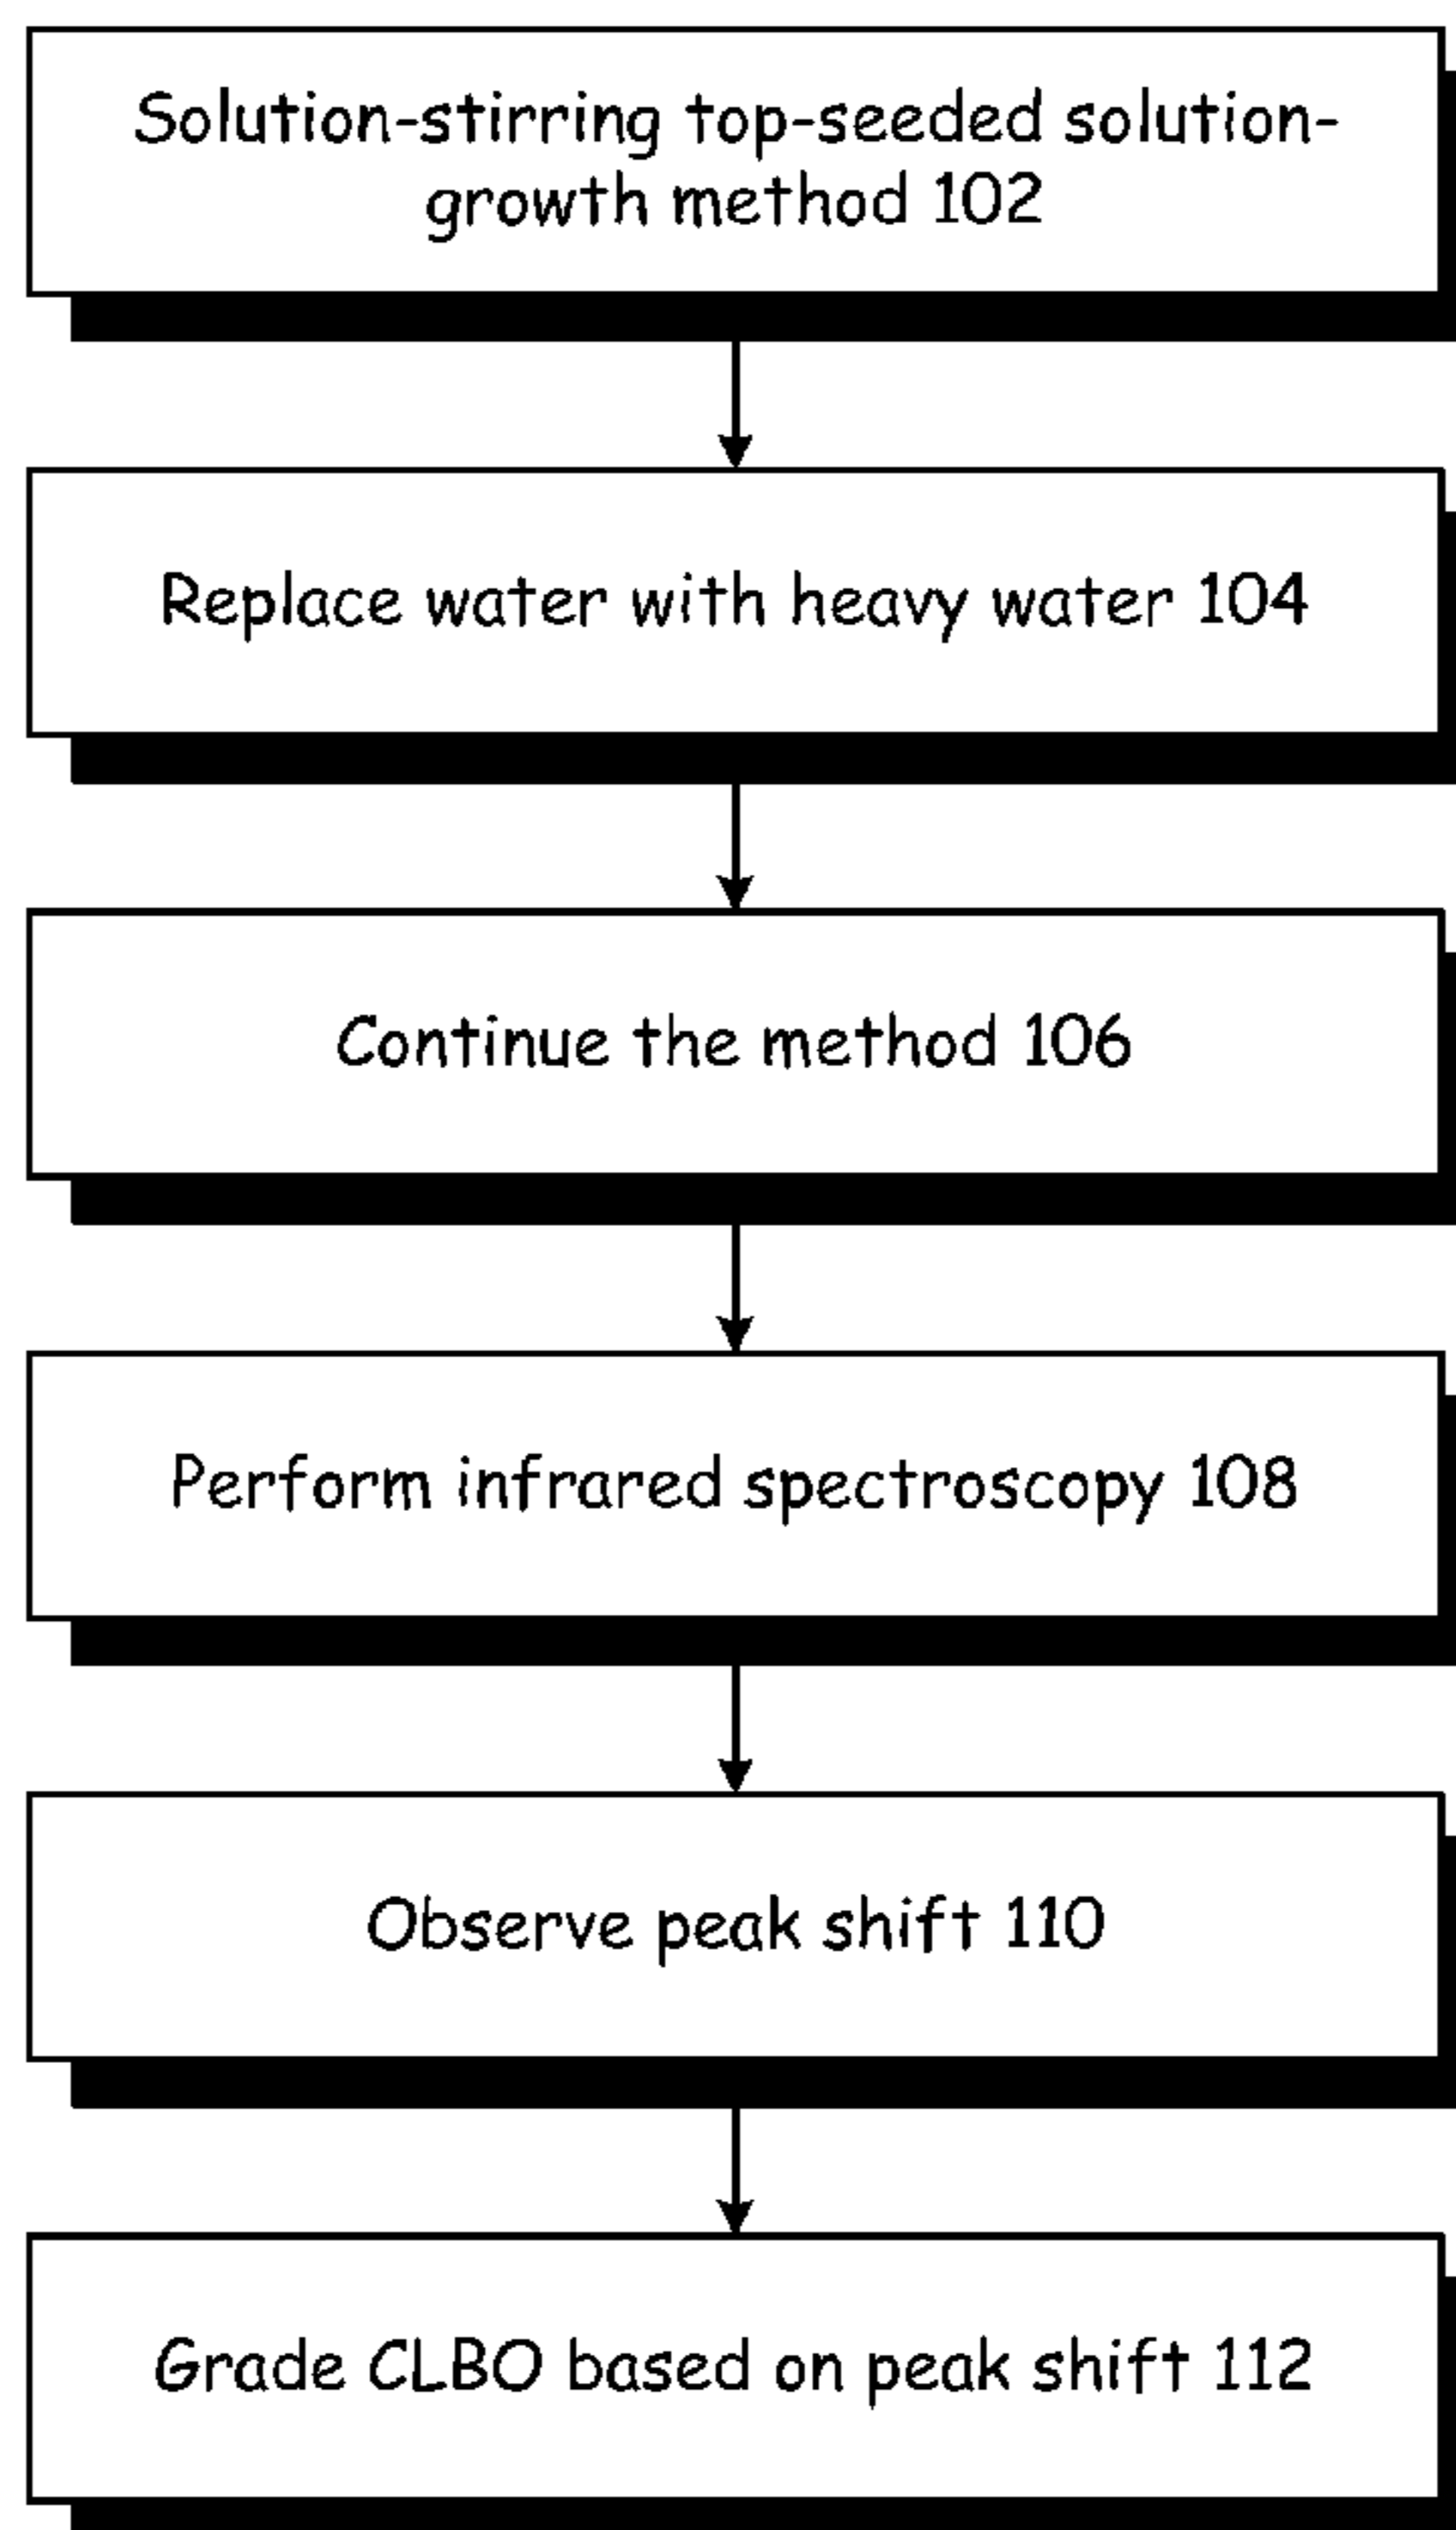 Solution-stirring top-seeded solution-
growth method 102
Replace water with heavy water 104
Continue the method 106
Perform infrared spectroscopy 108
Observe peak shift 110
Grade CLBO based on peak shift 112